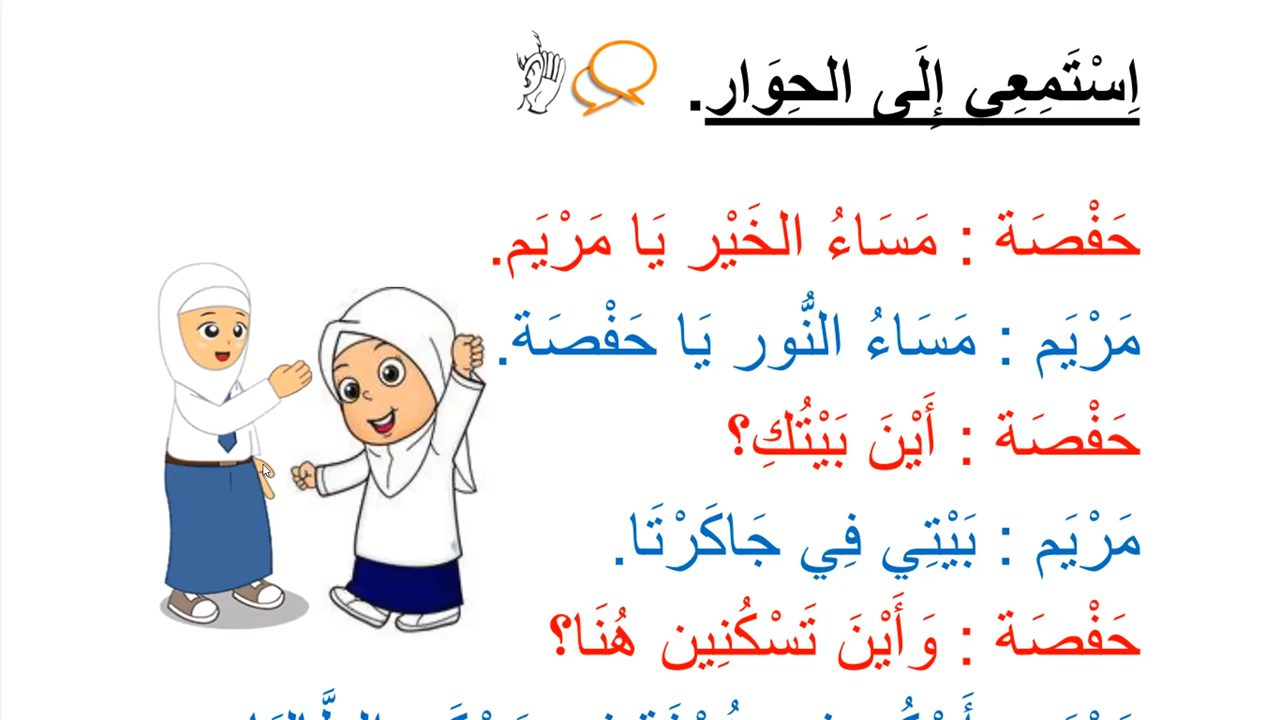 اِسْتَمِعِي إِلَى الحِوَار.
حَفْصَة : مَسَاءُ الخَيْر يَا مَرْيَم.
مَرْيَم : مَسَاءُ النُّور يَا حَفْصَة.
حَفْصَة : أَيْنَ بَيْتُكِ؟
مَرْيَم : بَيْتِي فِي جَاكَرْتَا.
حَفْصَة : وَأَيْنَ تَسْكُنِين هُنَا؟